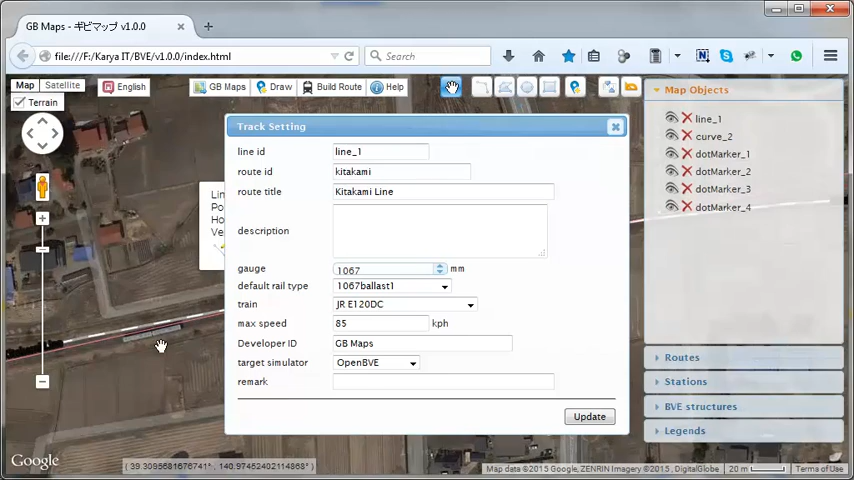 GB Maps - ギビマップ v1.0.0
file:///F:/Karya IT/BVE/v1.0.0/index.html
Search
Map
Satellite
Terrain
English
GB Maps
Draw
Build Route
Help
Track Setting
line id
line_1
route id
kitakami
route title
Kitakami Line
description
gauge
1067
mm
default rail type
1067ballast1
train
JR E120DC
max speed
85
kph
Developer ID
GB Maps
target simulator
OpenBVE
remark
Update
Lin
Po
Ho
Ve
Map Objects
line_1
curve_2
dotMarker_1
dotMarker_2
dotMarker_3
dotMarker_4
Routes
Stations
BVE structures
Legends
Google
( 39.3095681676741° , 140.97452402114868° )
Map data ©2015 Google, ZENRIN Imagery ©2015 , DigitalGlobe
20 m
Terms of Use